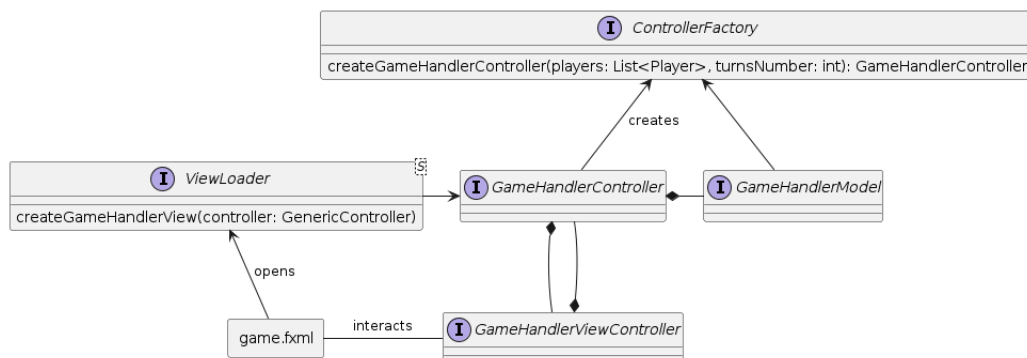 I ControllerFactory
createGameHandlerController(players: List<Player>, turnsNumber: int): GameHandlerController
creates
S
I ViewLoader
createGameHandlerView(controller: GenericController)
I GameHandlerController
I GameHandlerModel
opens
game.fxml
interacts
I GameHandlerViewController